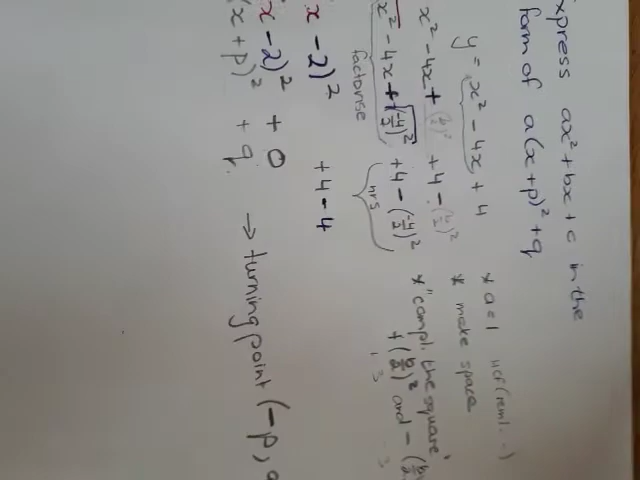 xpress ax² + bx + c in the
form of a(x+p)² + q
y = x² - 4x + 4 * a = 1 HCF (
x² - 4x + (b/2)² + 4 - (b/2)² * make space
x² - 4x + (-4/2)² + 4 - (-4/2)² * "compl. the square"
factorise + (b/2)² and - (b/2
x - 2)² + 4 - 4
x - 2)² + 0
(x + p)² + q → turning point (-p, q